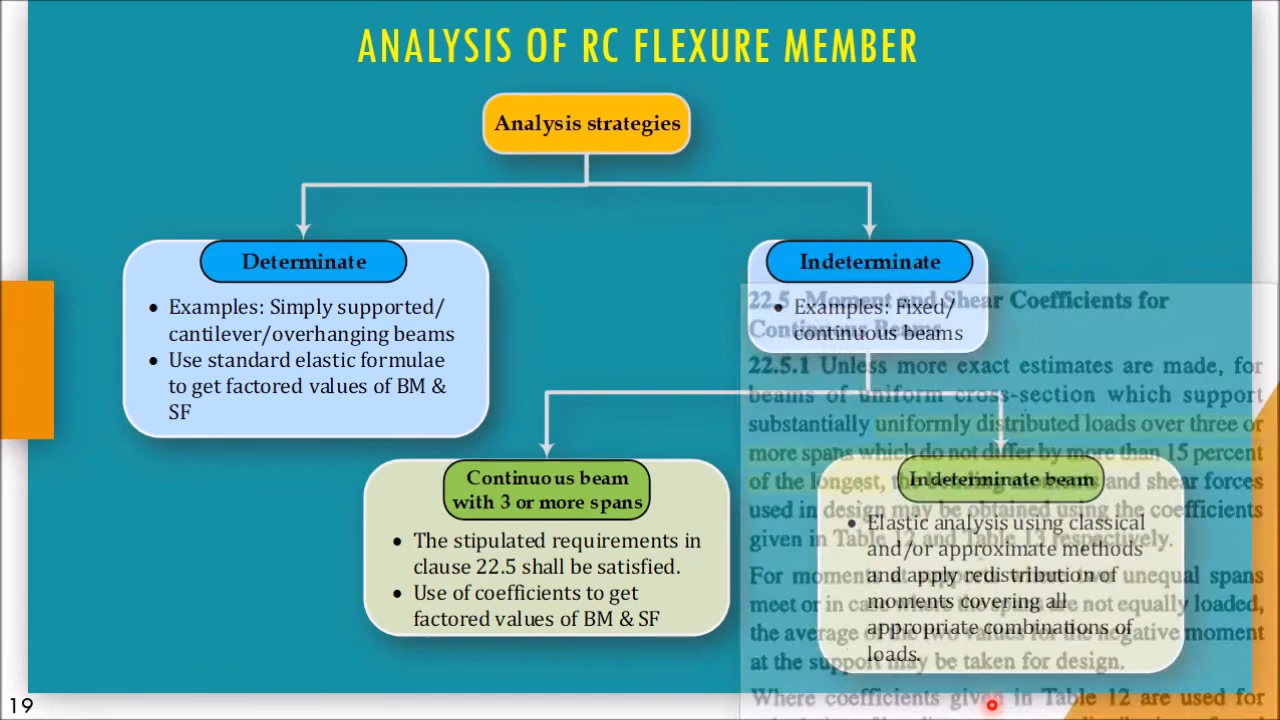 ANALYSIS OF RC FLEXURE MEMBER
Analysis strategies
Determinate
• Examples: Simply supported/
cantilever/overhanging beams
• Use standard elastic formulae
to get factored values of BM &
SF
Indeterminate
• Examples: Fixed/
continuous beams
Continuous beam
with 3 or more spans
• The stipulated requirements in
clause 22.5 shall be satisfied.
• Use of coefficients to get
factored values of BM & SF
Indeterminate beam
• Elastic analysis using classical
and/or approximate methods
and apply redistribution of
moments covering all
appropriate combinations of
loads.
22.5 Moment and Shear Coefficients for
Continuous Beams
22.5.1 Unless more exact estimates are made, for
beams of uniform cross-section which support
substantially uniformly distributed loads over three or
more spans which do not differ by more than 15 percent
of the longest, the bending moments and shear forces
used in design may be obtained using the coefficients
given in Table 12 and Table 13 respectively.
For moments at supports where two unequal spans
meet or in case where the spans are not equally loaded,
the average of the two values for the negative moment
at the support may be taken for design.
Where coefficients given in Table 12 are used for
19